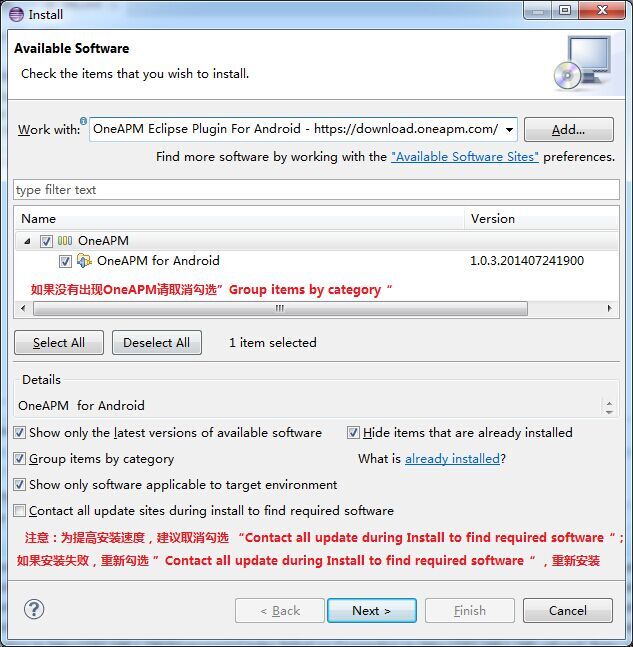 Install
Available Software
Check the items that you wish to install.
Work with: OneAPM Eclipse Plugin For Android - https://download.oneapm.com/ Add...
Find more software by working with the "Available Software Sites" preferences.
type filter text
Name Version
OneAPM
OneAPM for Android 1.0.3.201407241900
如果没有出现OneAPM请取消勾选”Group items by category “
Select All Deselect All 1 item selected
Details
OneAPM for Android
Show only the latest versions of available software Hide items that are already installed
Group items by category What is already installed?
Show only software applicable to target environment
Contact all update sites during install to find required software
注意：为提高安装速度，建议取消勾选 “Contact all update during Install to find required software “；
如果安装失败，重新勾选 ” Contact all update during Install to find required software “ ，重新安装
? < Back Next > Finish Cancel